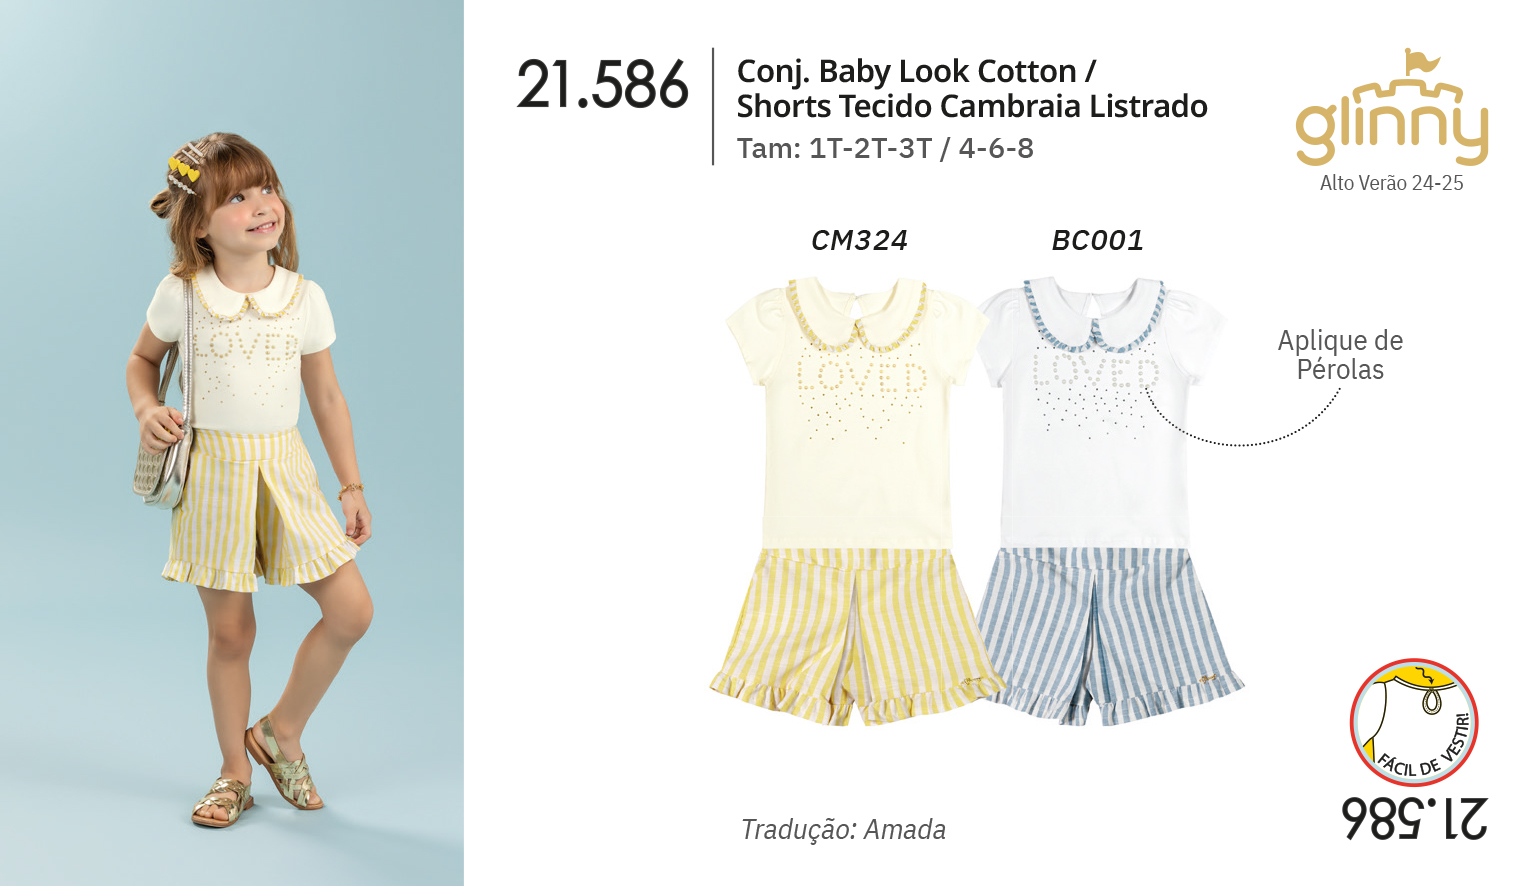 21.586
Conj. Baby Look Cotton /
Shorts Tecido Cambraia Listrado
Tam: 1T-2T-3T / 4-6-8
glinny
Alto Verão 24-25
CM324
BC001
LOVED
LOVED
LOVED
Aplique de
Pérolas
FÁCIL DE VESTIR!
21.586
Tradução: Amada